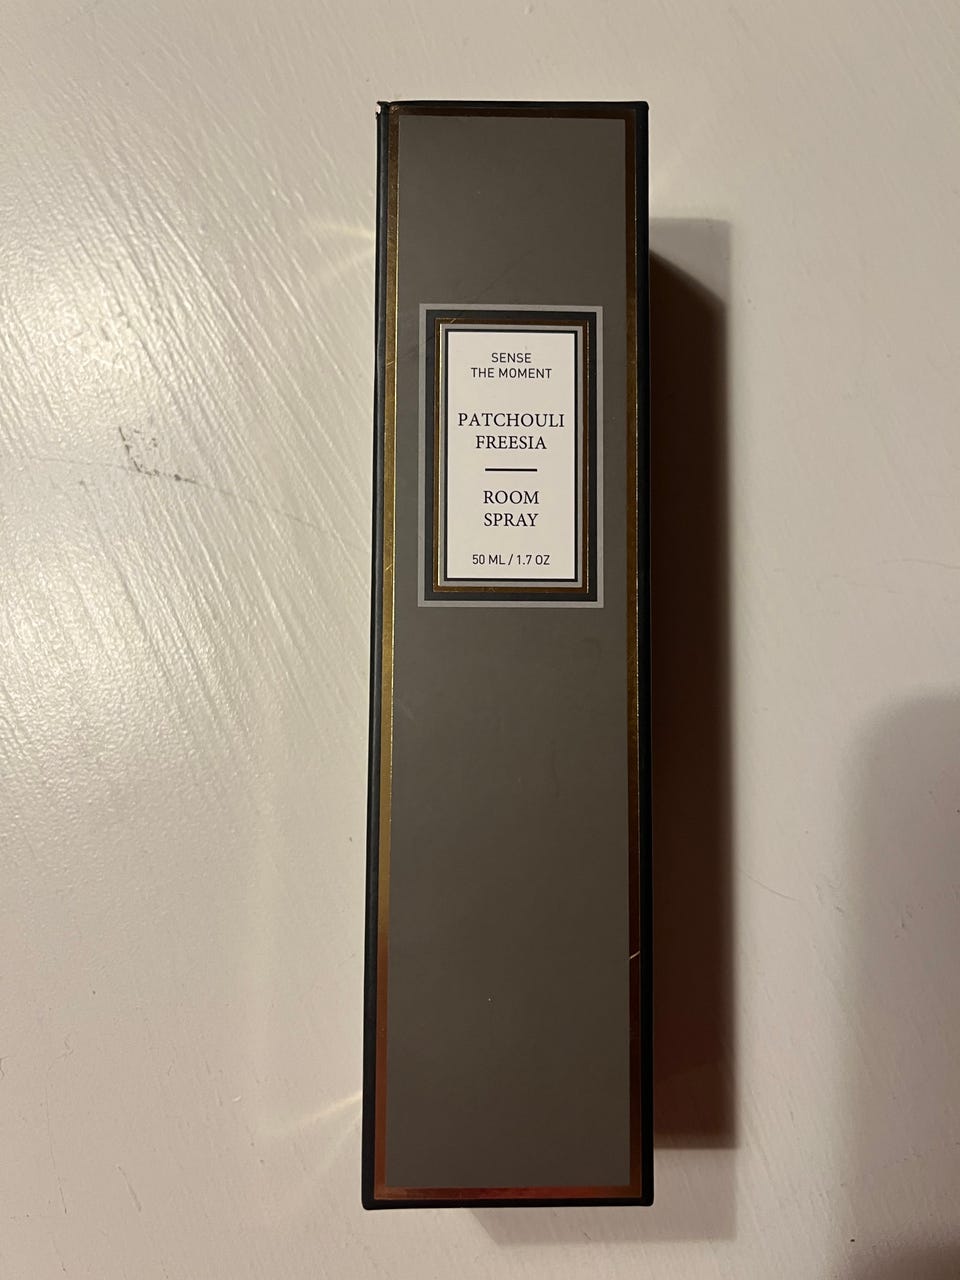 SENSE
THE MOMENT
PATCHOULI
FREESIA
ROOM
SPRAY
50 ML / 1.7 OZ